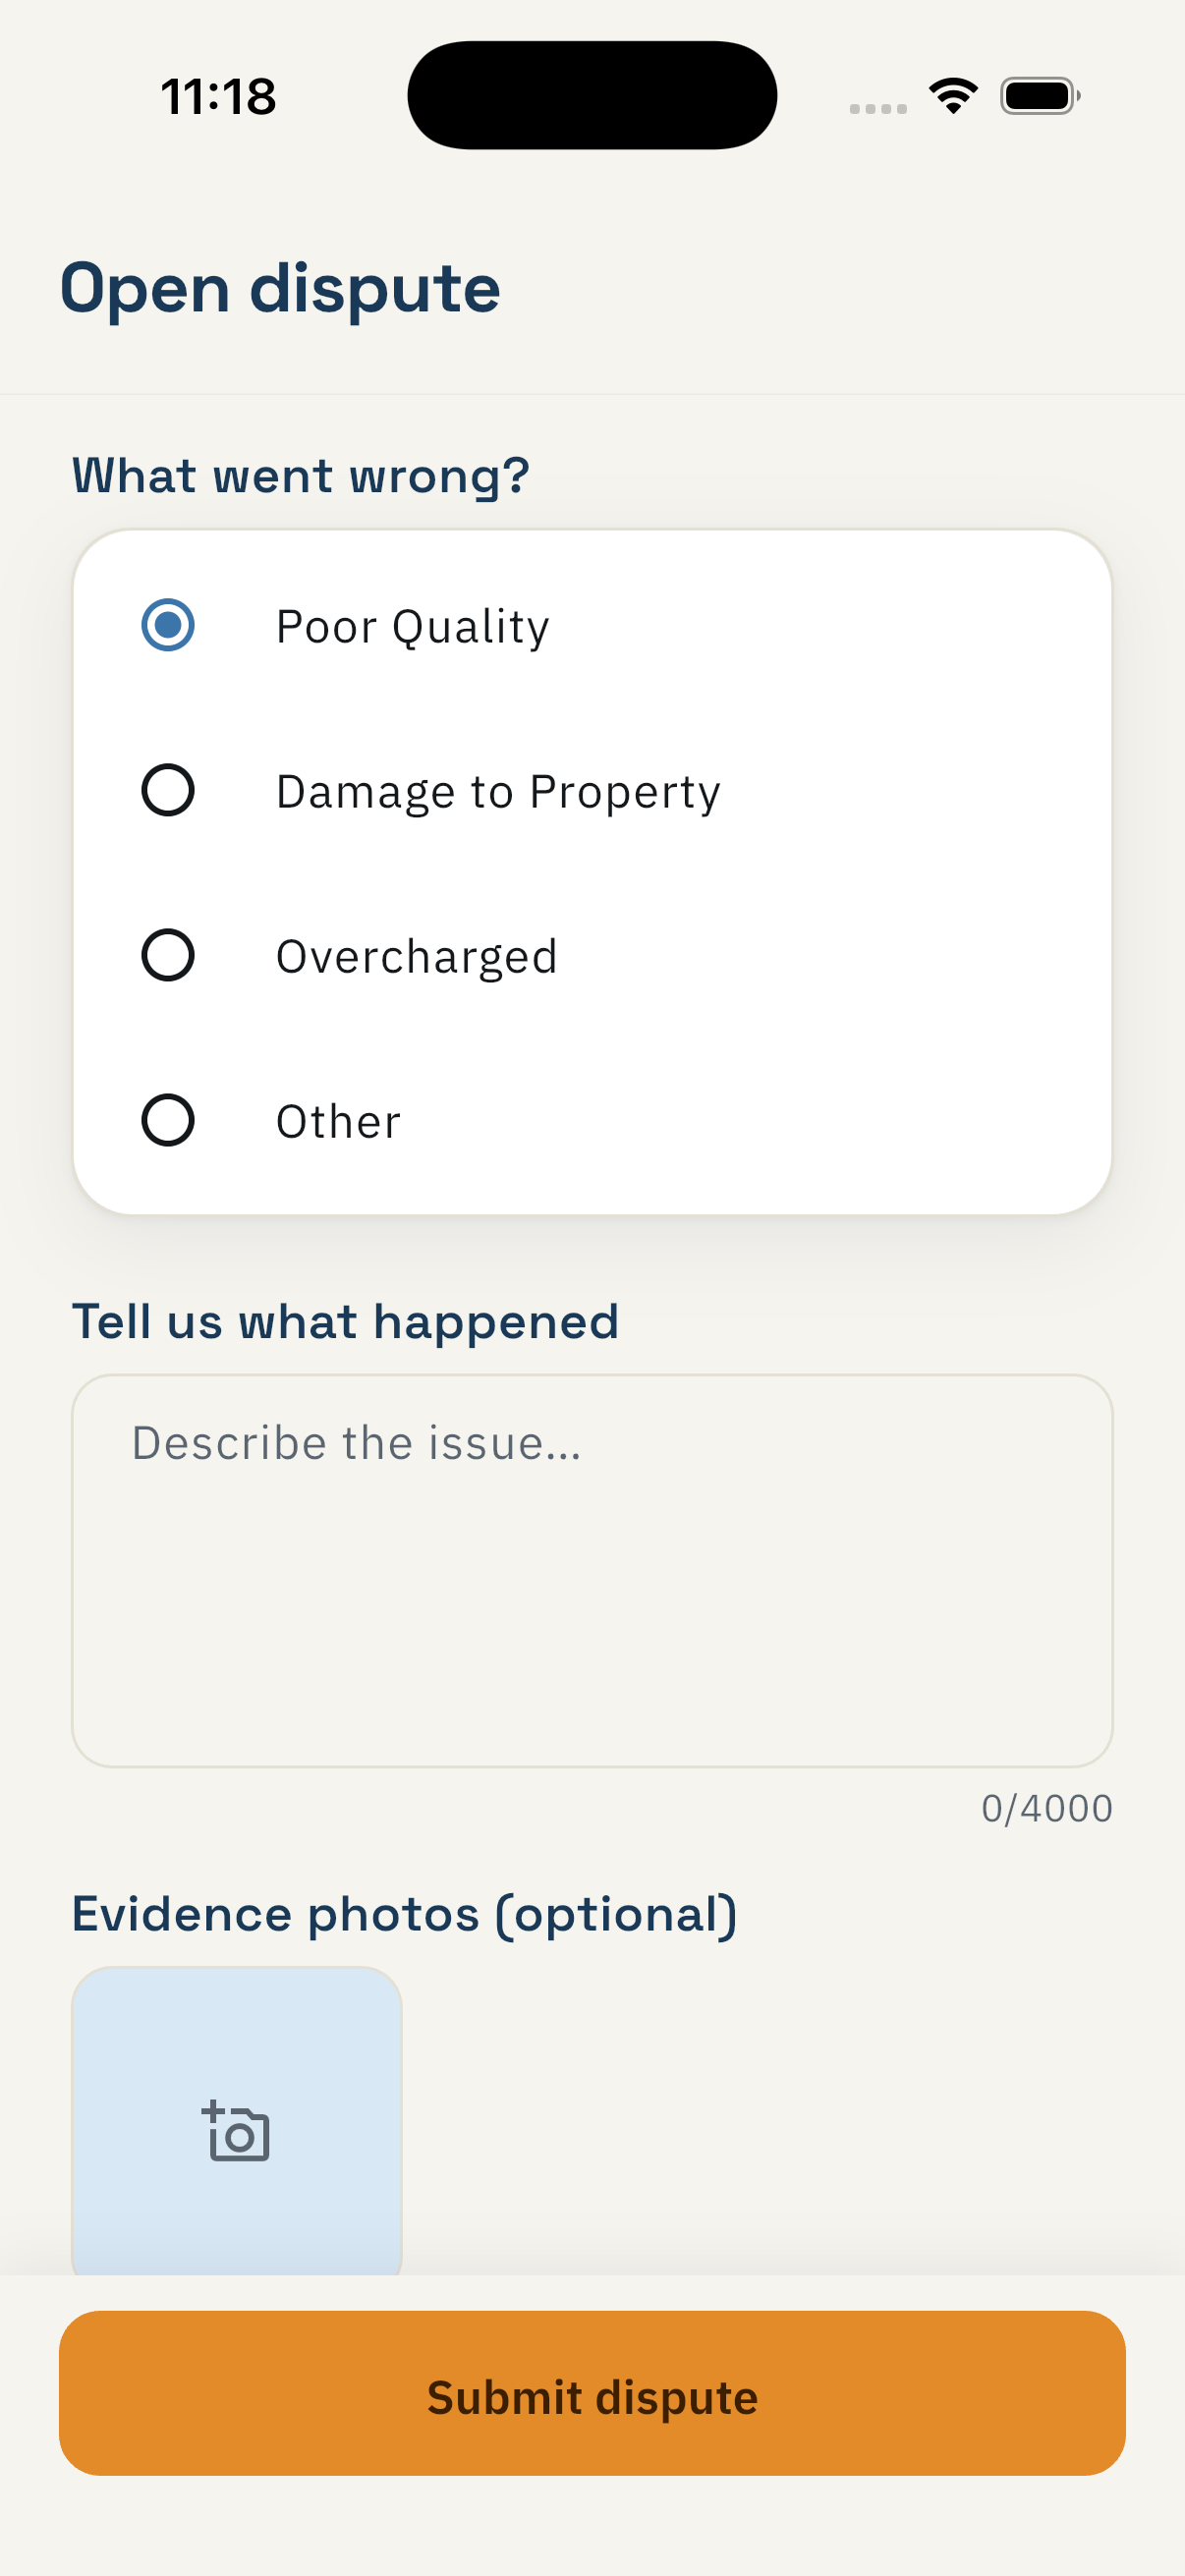 11:18
Open dispute
What went wrong?
Poor Quality
Damage to Property
Overcharged
Other
Tell us what happened
Describe the issue...
0/4000
Evidence photos (optional)
Submit dispute